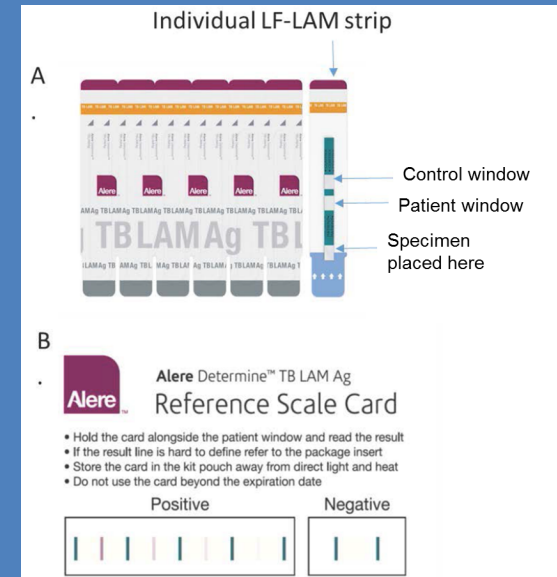 Individual LF-LAM strip
A
.
Alere Alere Alere Alere Alere
TB LAM Ag TB L
Control window
Patient window
Specimen
placed here
B
.
Alere™
Alere Determine™ TB LAM Ag
Reference Scale Card
• Hold the card alongside the patient window and read the result
• If the result line is hard to define refer to the package insert
• Store the card in the kit pouch away from direct light and heat
• Do not use the card beyond the expiration date
Positive Negative